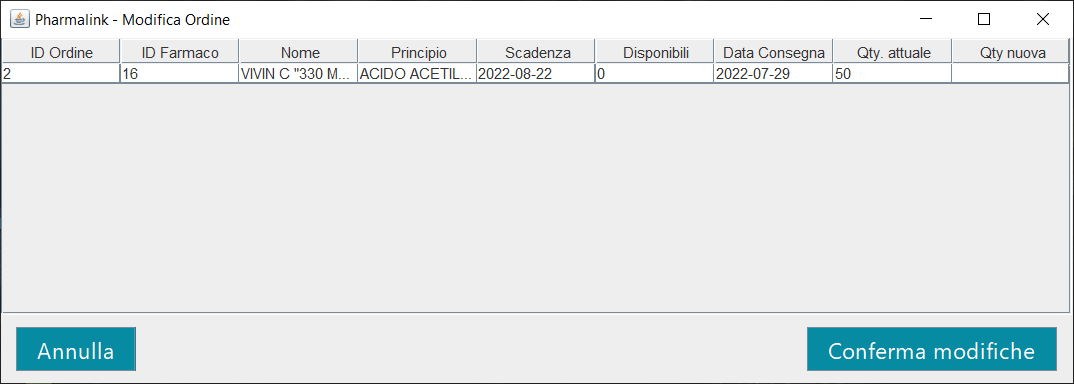 Pharmalink - Modifica Ordine
ID Ordine ID Farmaco Nome Principio Scadenza Disponibili Data Consegna Qty. attuale Qty nuova
2 16 VIVIN C "330 M... ACIDO ACETIL... 2022-08-22 0 2022-07-29 50
Annulla Conferma modifiche